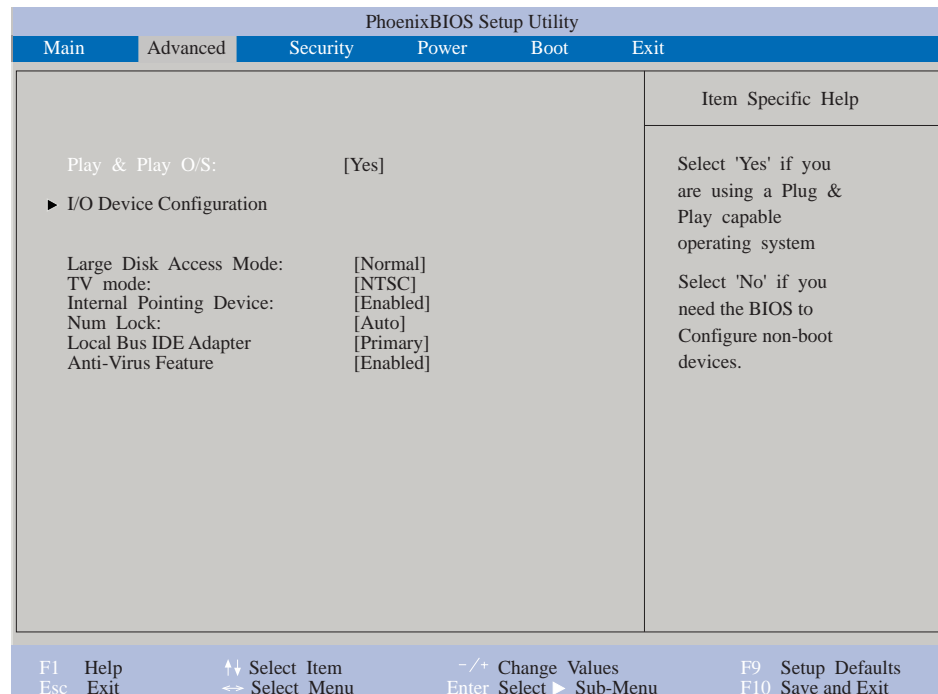 PhoenixBIOS Setup Utility
Main Advanced Security Power Boot Exit
Item Specific Help
Play & Play O/S: [Yes]
I/O Device Configuration
Large Disk Access Mode: [Normal]
TV mode: [NTSC]
Internal Pointing Device: [Enabled]
Num Lock: [Auto]
Local Bus IDE Adapter [Primary]
Anti-Virus Feature [Enabled]
Select 'Yes' if you
are using a Plug &
Play capable
operating system
Select 'No' if you
need the BIOS to
Configure non-boot
devices.
F1 Help Select Item -/+ Change Values F9 Setup Defaults
Esc Exit Select Menu Enter Select Sub-Menu F10 Save and Exit